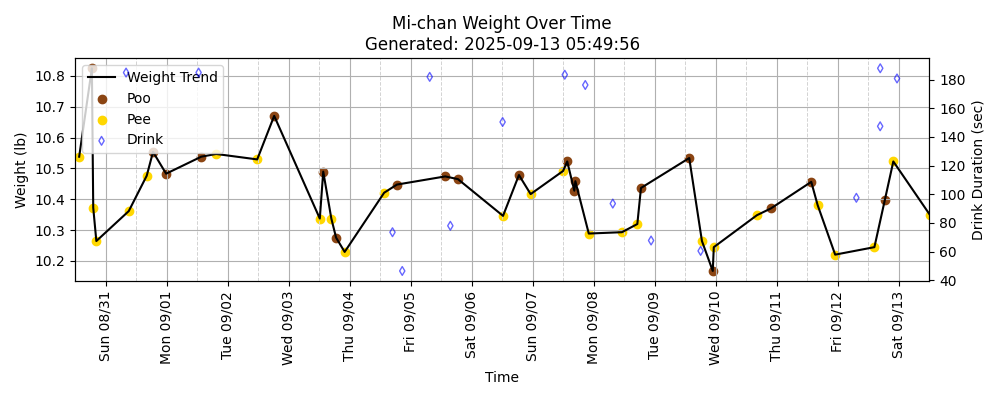 Mi-chan Weight Over Time
Generated: 2025-09-13 05:49:56
Weight (lb)
10.8
10.7
10.6
10.5
10.4
10.3
10.2
Weight Trend
Poo
Pee
Drink
180
160
140
120
100
80
60
40
Drink Duration (sec)
Sun 08/31
Mon 09/01
Tue 09/02
Wed 09/03
Thu 09/04
Fri 09/05
Sat 09/06
Sun 09/07
Mon 09/08
Tue 09/09
Wed 09/10
Thu 09/11
Fri 09/12
Sat 09/13
Time